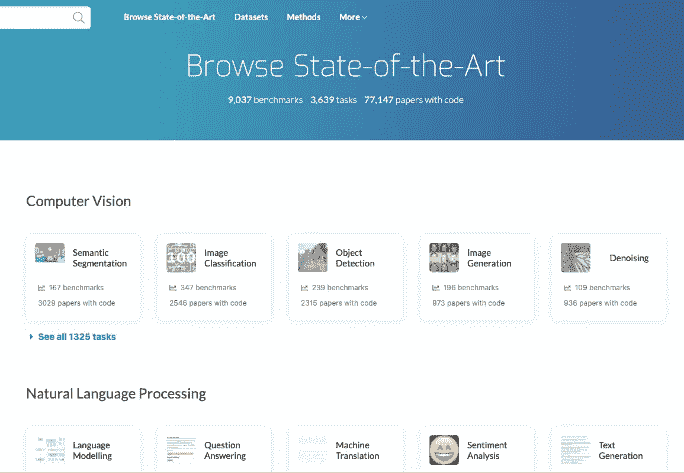 Browse State-of-the-Art Datasets Methods More
Browse State-of-the-Art
9,037 benchmarks 3,639 tasks 77,147 papers with code
Computer Vision
Semantic
Segmentation
167 benchmarks
3029 papers with code
Image
Classification
347 benchmarks
2546 papers with code
Object
Detection
239 benchmarks
2315 papers with code
Image
Generation
196 benchmarks
973 papers with code
Denoising
109 benchmarks
936 papers with code
See all 1325 tasks
Natural Language Processing
Language
Modelling
Question
Answering
Machine
Translation
Sentiment
Analysis
Text
Generation